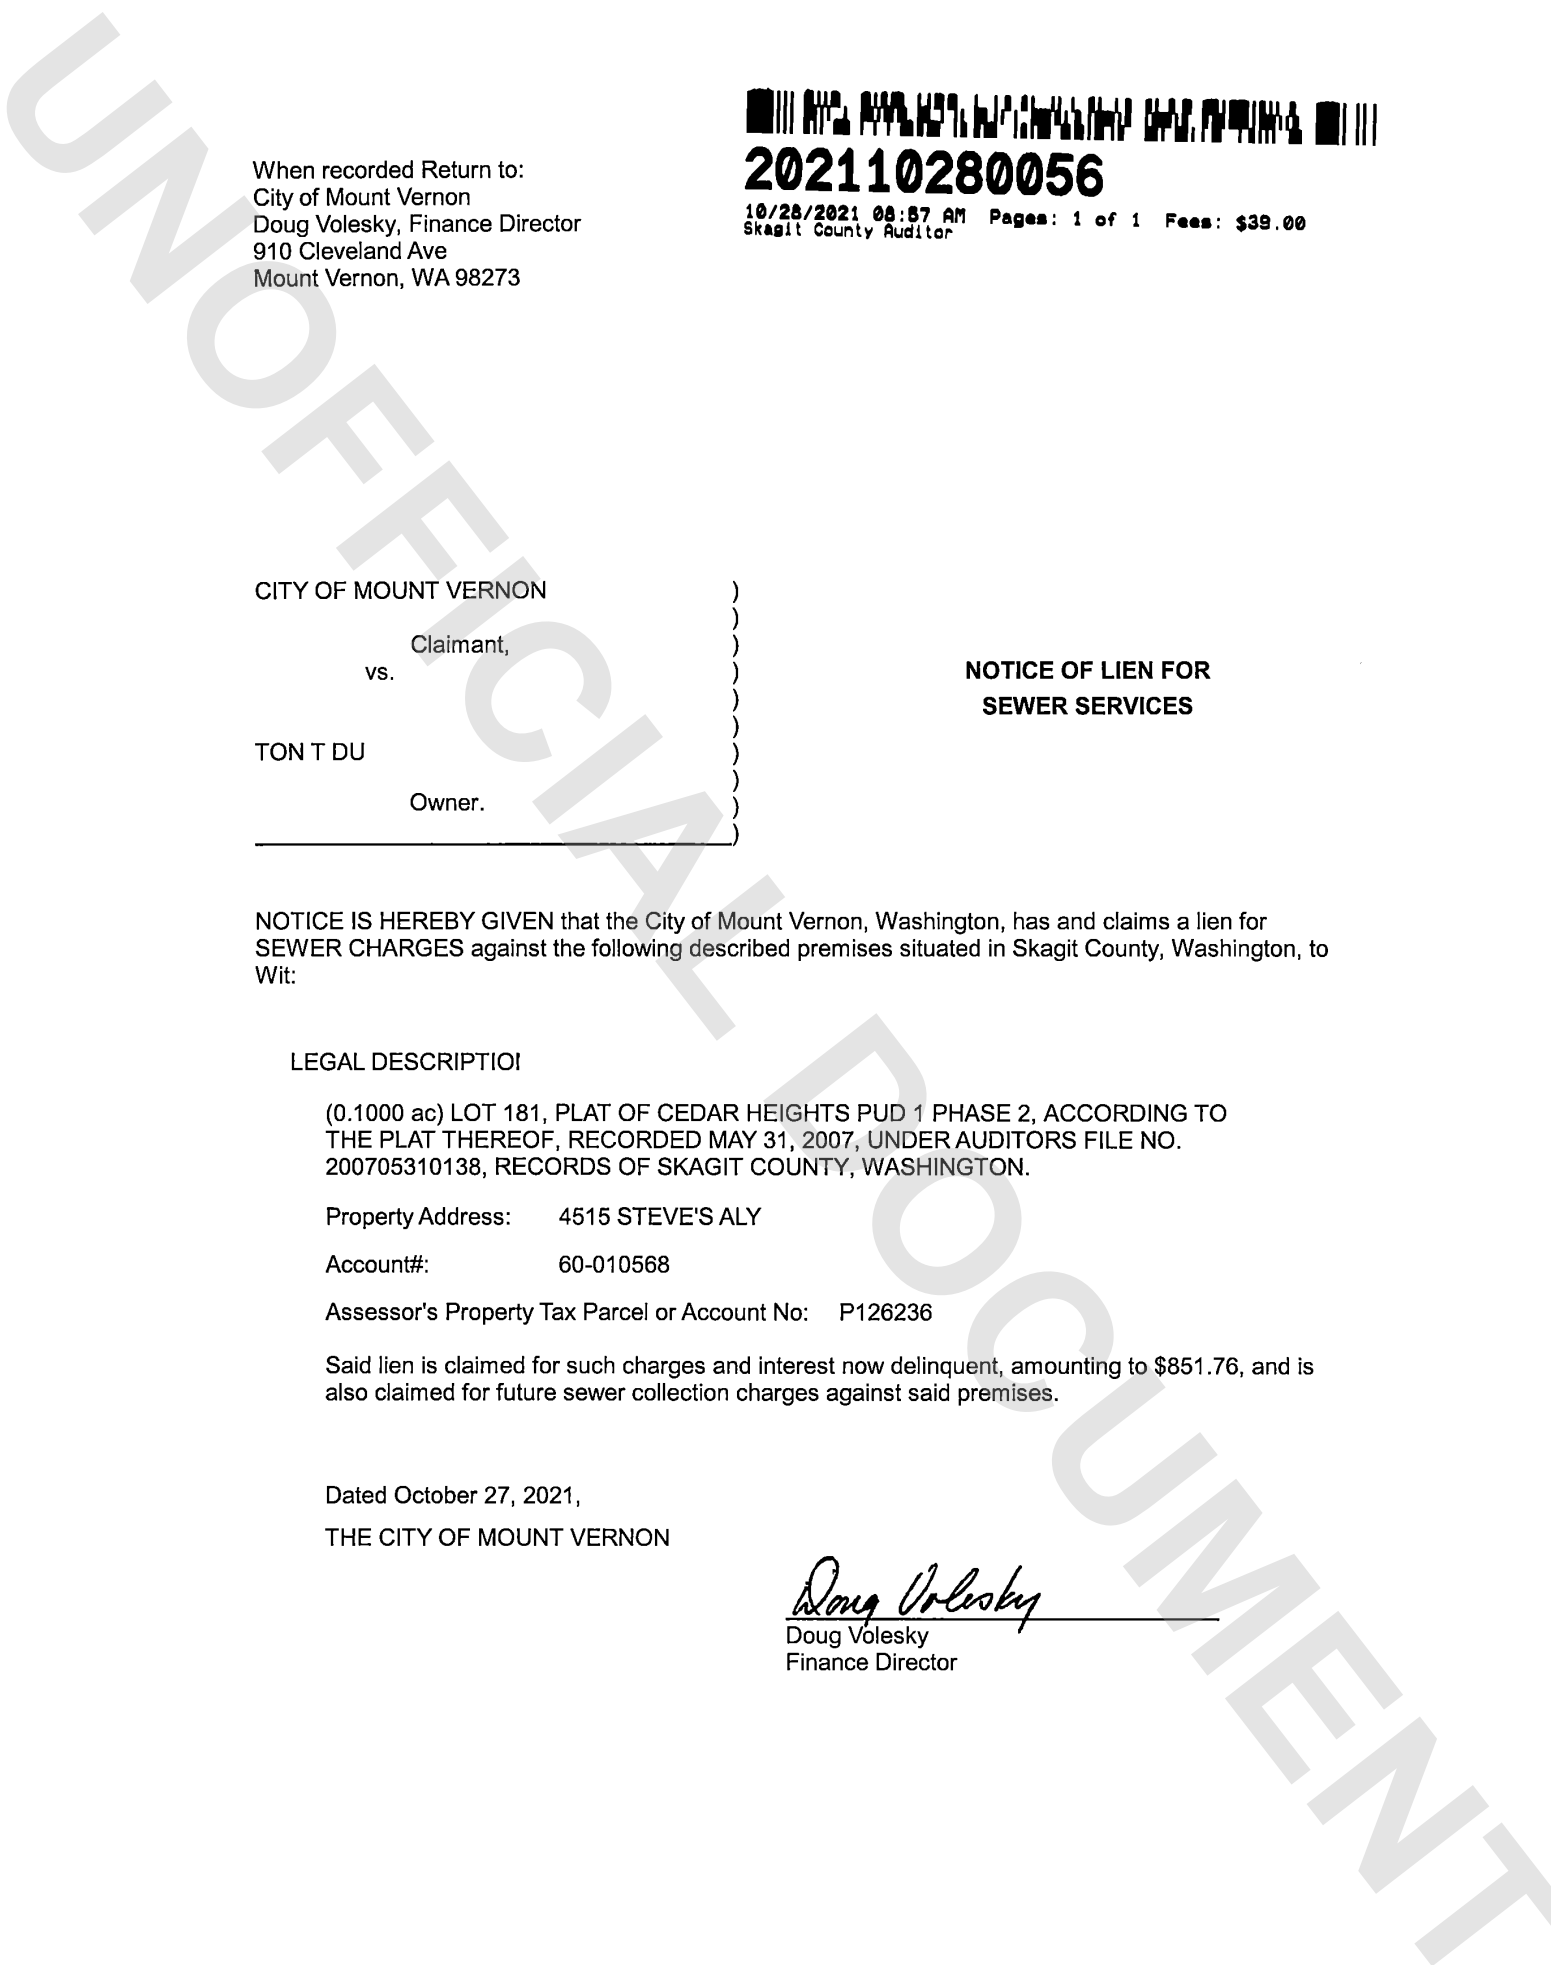 When recorded Return to:
City of Mount Vernon
Doug Volesky, Finance Director
910 Cleveland Ave
Mount Vernon, WA 98273
202110280056
10/28/2021 08:57 AM Pages: 1 of 1 Fees: $39.00
Skagit County Auditor
CITY OF MOUNT VERNON )
)
Claimant, )
vs. )
)
)
TON T DU )
)
Owner. )
)
NOTICE OF LIEN FOR
SEWER SERVICES
NOTICE IS HEREBY GIVEN that the City of Mount Vernon, Washington, has and claims a lien for
SEWER CHARGES against the following described premises situated in Skagit County, Washington, to
Wit:
LEGAL DESCRIPTIOI
(0.1000 ac) LOT 181, PLAT OF CEDAR HEIGHTS PUD 1 PHASE 2, ACCORDING TO
THE PLAT THEREOF, RECORDED MAY 31, 2007, UNDER AUDITORS FILE NO.
200705310138, RECORDS OF SKAGIT COUNTY, WASHINGTON.
Property Address: 4515 STEVE'S ALY
Account#: 60-010568
Assessor's Property Tax Parcel or Account No: P126236
Said lien is claimed for such charges and interest now delinquent, amounting to $851.76, and is
also claimed for future sewer collection charges against said premises.
Dated October 27, 2021,
THE CITY OF MOUNT VERNON
Doug Volesky
Doug Volesky
Finance Director
UNOFFICIAL DOCUMENT